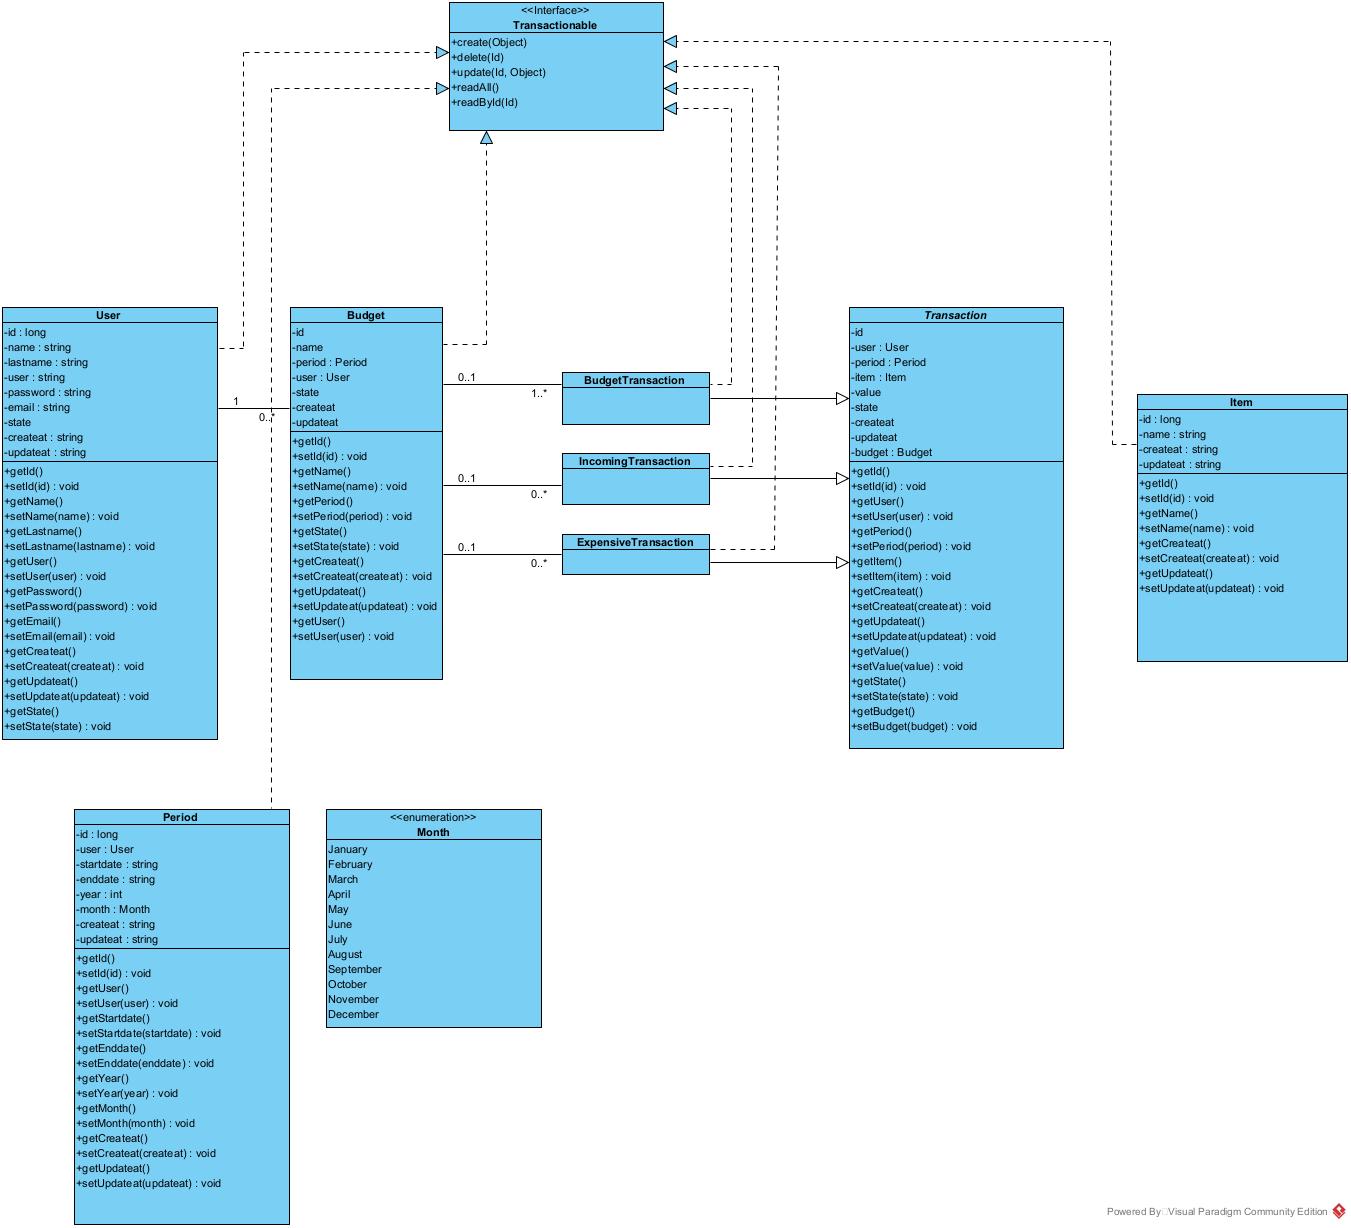 <<Interface>>
Transactionable
+create(Object)
+delete(Id)
+update(Id, Object)
+readAll()
+readById(Id)
User
-id : long
-name : string
-lastname : string
-user : string
-password : string
-email : string
-state
-createat : string
-updateat : string
+getId()
+setId(id) : void
+getName()
+setName(name) : void
+getLastname()
+setLastname(lastname) : void
+getUser()
+setUser(user) : void
+getPassword()
+setPassword(password) : void
+getEmail()
+setEmail(email) : void
+getCreateat()
+setCreateat(createat) : void
+getUpdateat()
+setUpdateat(updateat) : void
+getState()
+setState(state) : void
1
0..*
Budget
-id
-name
-period : Period
-user : User
-state
-createat
-updateat
+getId()
+setId(id) : void
+getName()
+setName(name) : void
+getPeriod()
+setPeriod(period) : void
+getState()
+setState(state) : void
+getCreateat()
+setCreateat(createat) : void
+getUpdateat()
+setUpdateat(updateat) : void
+getUser()
+setUser(user) : void
0..1
1..*
BudgetTransaction
0..1
0..*
IncomingTransaction
0..1
0..*
ExpensiveTransaction
Transaction
-id
-user : User
-period : Period
-item : Item
-value
-state
-createat
-updateat
-budget : Budget
+getId()
+setId(id) : void
+getUser()
+setUser(user) : void
+getPeriod()
+setPeriod(period) : void
+getItem()
+setItem(item) : void
+getCreateat()
+setCreateat(createat) : void
+getUpdateat()
+setUpdateat(updateat) : void
+getValue()
+setValue(value) : void
+getState()
+setState(state) : void
+getBudget()
+setBudget(budget) : void
Item
-id : long
-name : string
-createat : string
-updateat : string
+getId()
+setId(id) : void
+getName()
+setName(name) : void
+getCreateat()
+setCreateat(createat) : void
+getUpdateat()
+setUpdateat(updateat) : void
Period
-id : long
-user : User
-startdate : string
-enddate : string
-year : int
-month : Month
-createat : string
-updateat : string
+getId()
+setId(id) : void
+getUser()
+setUser(user) : void
+getStartdate()
+setStartdate(startdate) : void
+getEnddate()
+setEnddate(enddate) : void
+getYear()
+setYear(year) : void
+getMonth()
+setMonth(month) : void
+getCreateat()
+setCreateat(createat) : void
+getUpdateat()
+setUpdateat(updateat) : void
<<enumeration>>
Month
January
February
March
April
May
June
July
August
September
October
November
December
Powered By Visual Paradigm Community Edition